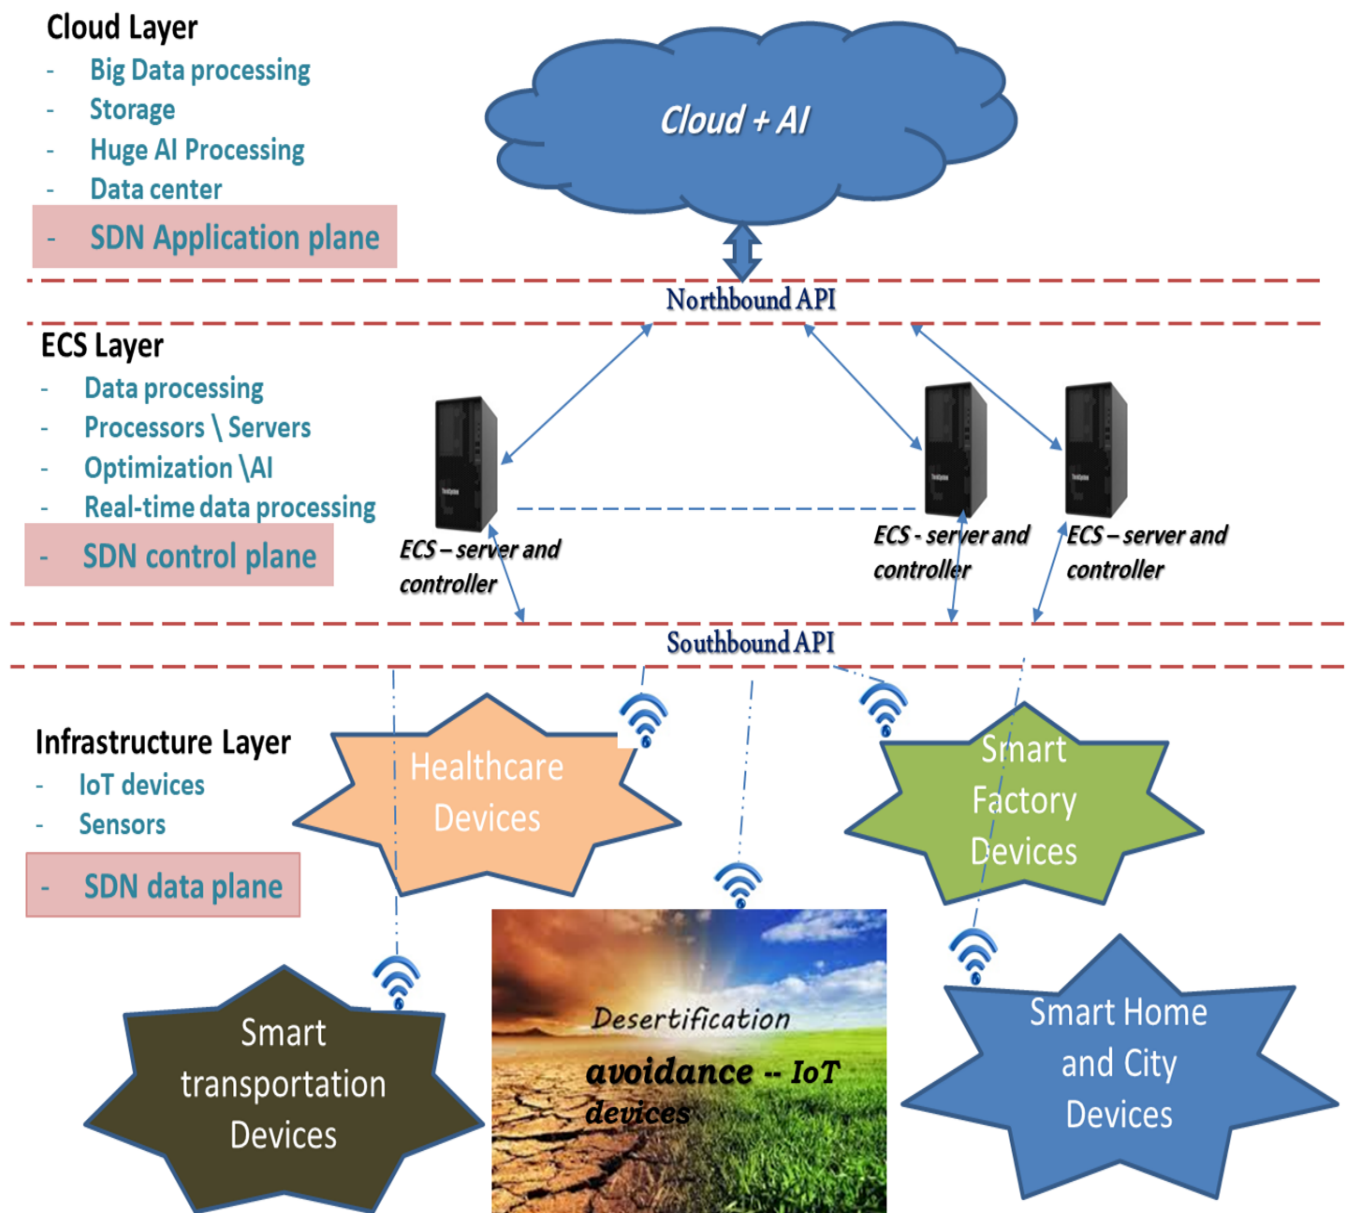 Cloud Layer
- Big Data processing
- Storage
- Huge AI Processing
- Data center
- SDN Application plane
Cloud + AI
Northbound API
ECS Layer
- Data processing
- Processors \ Servers
- Optimization \AI
- Real-time data processing
- SDN control plane
ECS – server and
controller
ECS - server and
controller
ECS – server and
controller
Southbound API
Infrastructure Layer
- IoT devices
- Sensors
- SDN data plane
Healthcare
Devices
Smart
Factory
Devices
Smart
transportation
Devices
Desertification
avoidance -- IoT
devices
Smart Home
and City
Devices